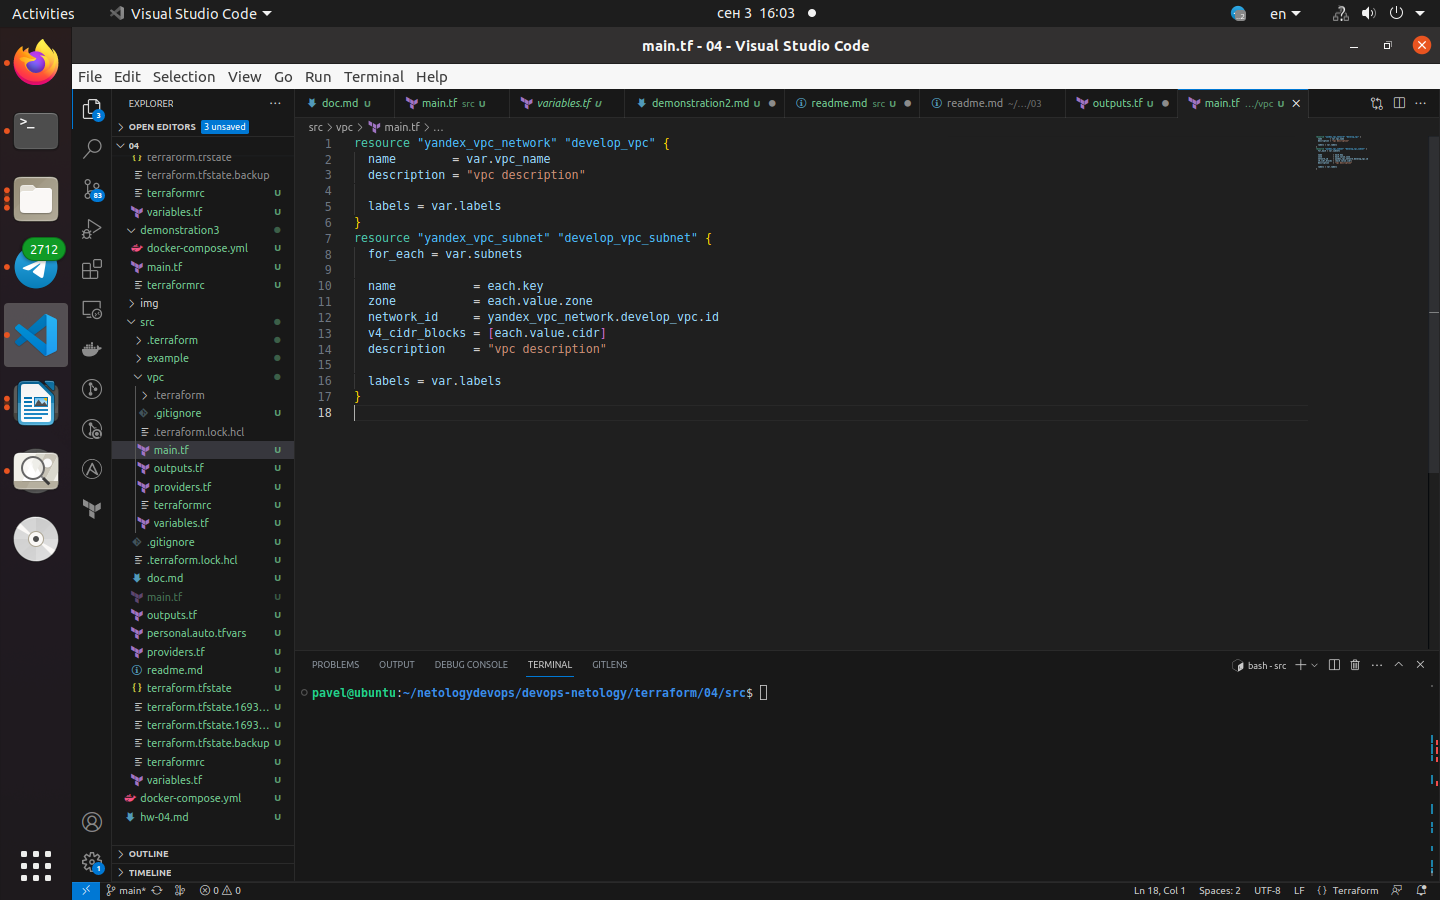 Activities
Visual Studio Code
сен 3 16:03
en
main.tf - 04 - Visual Studio Code
File Edit Selection View Go Run Terminal Help
EXPLORER
doc.md U
main.tf src U
variables.tf U
demonstration2.md U
readme.md src U
readme.md ~/.../03
outputs.tf U
main.tf .../vpc U
OPEN EDITORS 3 unsaved
04
src > vpc > main.tf > ...
terraform.tfstate
terraform.tfstate.backup
terraformrc U
variables.tf U
demonstration3
docker-compose.yml U
main.tf U
terraformrc U
img
src
.terraform
example
vpc
.terraform
.gitignore U
.terraform.lock.hcl
main.tf U
outputs.tf U
providers.tf U
terraformrc U
variables.tf U
.gitignore U
.terraform.lock.hcl U
doc.md U
main.tf U
outputs.tf U
personal.auto.tfvars U
providers.tf U
readme.md U
terraform.tfstate U
terraform.tfstate.1693... U
terraform.tfstate.1693... U
terraform.tfstate.backup U
terraformrc U
variables.tf U
docker-compose.yml U
hw-04.md U
OUTLINE
TIMELINE
3
83
1
2712
1 resource "yandex_vpc_network" "develop_vpc" {
2   name        = var.vpc_name
3   description = "vpc description"
4
5   labels = var.labels
6 }
7 resource "yandex_vpc_subnet" "develop_vpc_subnet" {
8   for_each = var.subnets
9
10   name           = each.key
11   zone           = each.value.zone
12   network_id     = yandex_vpc_network.develop_vpc.id
13   v4_cidr_blocks = [each.value.cidr]
14   description    = "vpc description"
15
16   labels = var.labels
17 }
18
PROBLEMS OUTPUT DEBUG CONSOLE TERMINAL GITLENS
bash - src
pavel@ubuntu:~/netologydevops/devops-netology/terraform/04/src$
main* 0 0
Ln 18, Col 1 Spaces: 2 UTF-8 LF {} Terraform